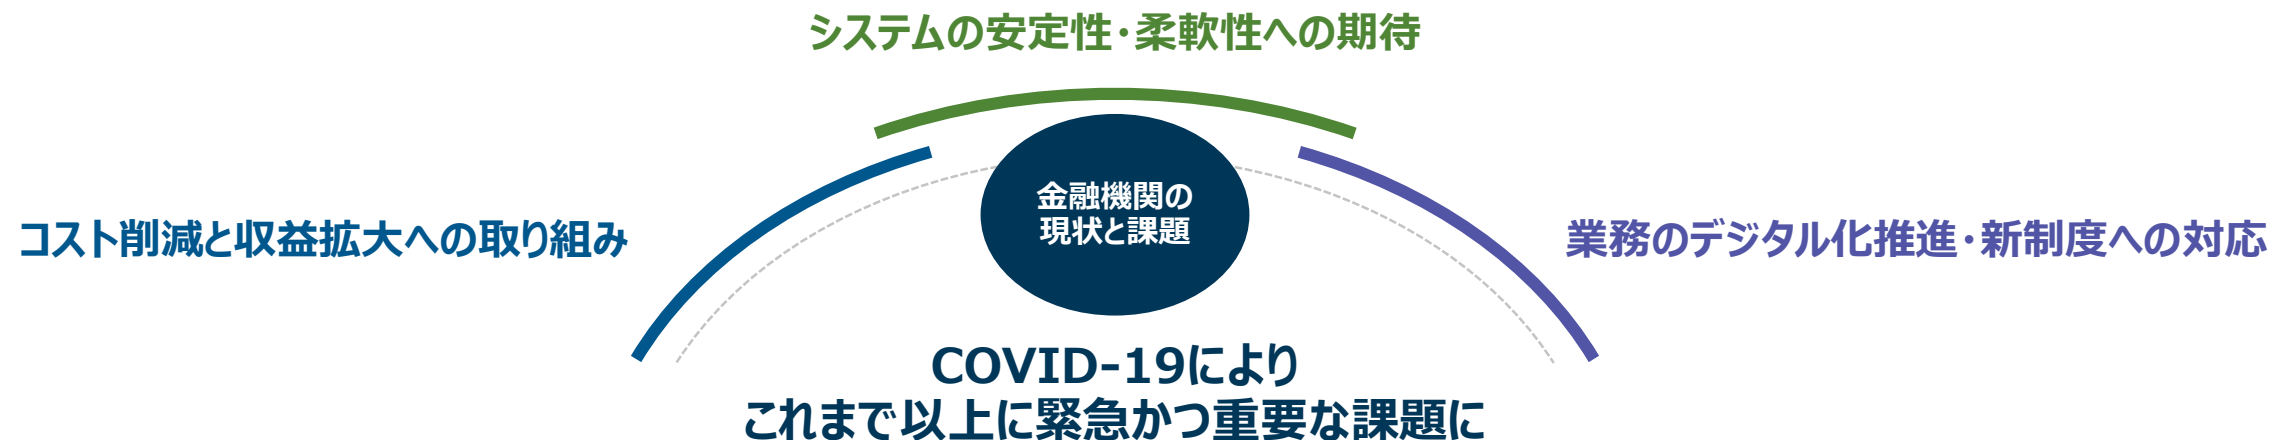 システムの安定性・柔軟性への期待
金融機関の
現状と課題
コスト削減と収益拡大への取り組み
業務のデジタル化推進・新制度への対応
COVID-19により
これまで以上に緊急かつ重要な課題に